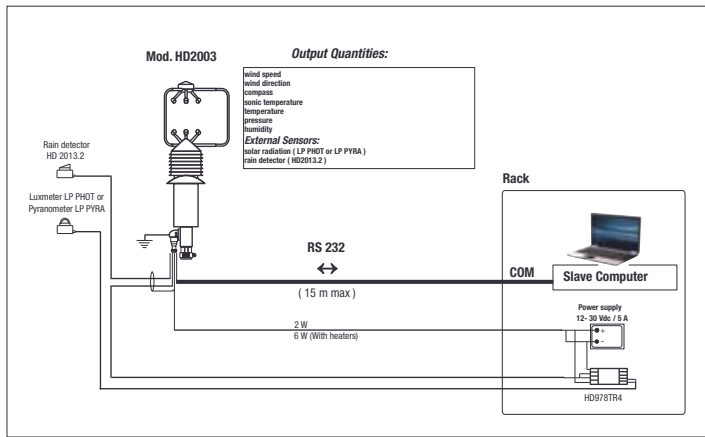 Mod. HD2003
Output Quantities:
wind speed
wind direction
compass
sonic temperature
temperature
pressure
humidity
External Sensors:
solar radiation ( LP PHOT or LP PYRA )
rain detector ( HD2013.2 )
Rain detector
HD 2013.2
Luxmeter LP PHOT or
Pyranometer LP PYRA
Rack
RS 232
( 15 m max )
COM
Slave Computer
Power supply
12- 30 Vdc / 5 A
+
-
2 W
6 W (With heaters)
HD978TR4